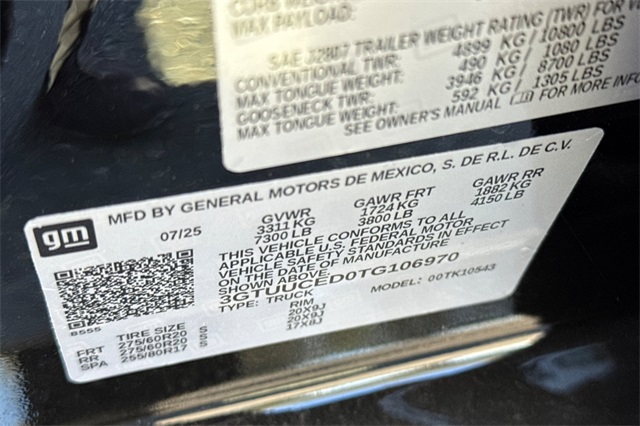 CURB WEIGHT:
MAX PAYLOAD:
SAE J2807 TRAILER WEIGHT RATING (TWR) FOR
CONVENTIONAL TWR: 4899 KG / 10800 LBS
MAX TONGUE WEIGHT: 490 KG / 1080 LBS
GOOSENECK TWR: 3946 KG / 8700 LBS
MAX TONGUE WEIGHT: 592 KG / 1305 LBS
SEE OWNER'S MANUAL FOR MORE INFO
MFD BY GENERAL MOTORS DE MEXICO, S. DE R.L. DE C.V.
gm
07/25 GVWR GAWR FRT GAWR RR
3311 KG 1724 KG 1882 KG
7300 LB 3800 LB 4150 LB
THIS VEHICLE CONFORMS TO ALL
APPLICABLE U.S. FEDERAL MOTOR
VEHICLE SAFETY STANDARDS IN EFFECT
ON THE DATE OF MANUFACTURE
SHOWN ABOVE.
3GTUUCED0TG106970
TYPE: TRUCK MODEL: 00TK10543
8555
TIRE SIZE RIM
FRT 275/60R20 S 20X9J
RR 275/60R20 S 20X9J
SPA 255/80R17 S 17X8J